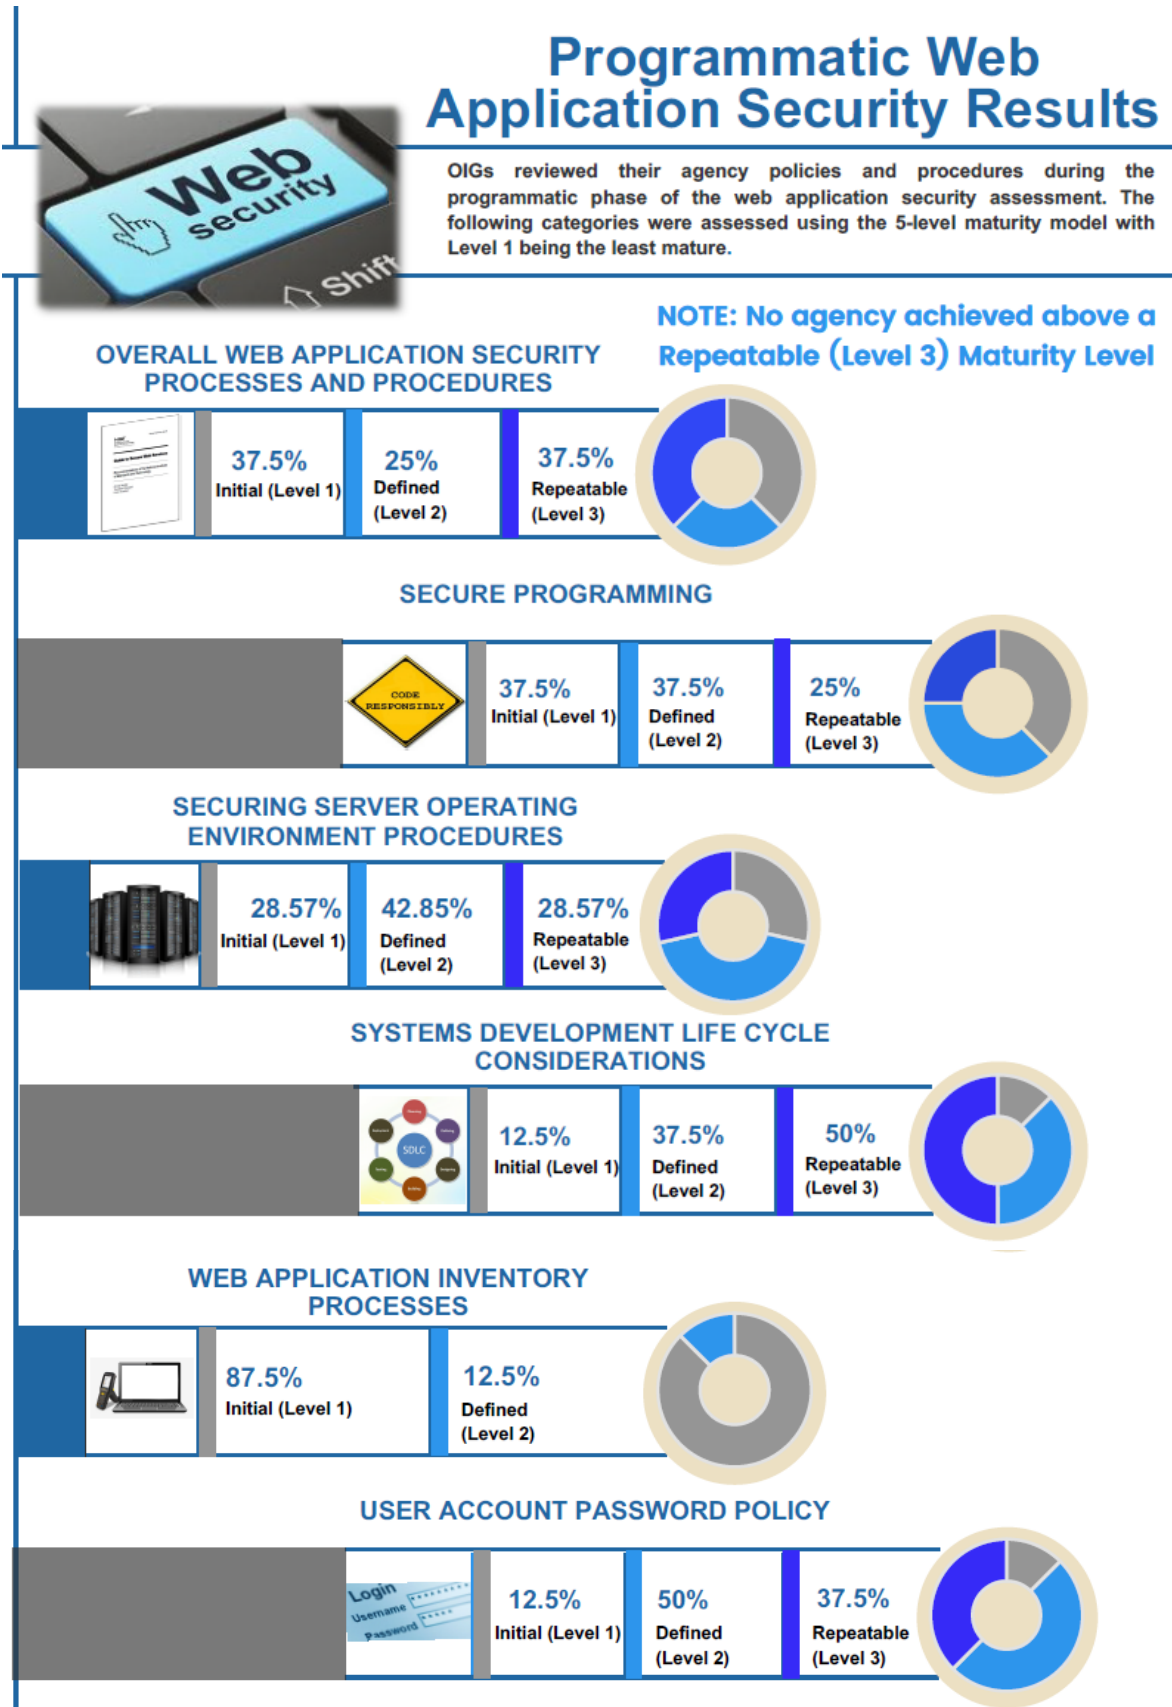 Programmatic Web
Application Security Results
Web
security
Shift
OIGs reviewed their agency policies and procedures during the
programmatic phase of the web application security assessment. The
following categories were assessed using the 5-level maturity model with
Level 1 being the least mature.
NOTE: No agency achieved above a
Repeatable (Level 3) Maturity Level
OVERALL WEB APPLICATION SECURITY
PROCESSES AND PROCEDURES
37.5%
Initial (Level 1)
25%
Defined
(Level 2)
37.5%
Repeatable
(Level 3)
SECURE PROGRAMMING
CODE
RESPONSIBLY
37.5%
Initial (Level 1)
37.5%
Defined
(Level 2)
25%
Repeatable
(Level 3)
SECURING SERVER OPERATING
ENVIRONMENT PROCEDURES
28.57%
Initial (Level 1)
42.85%
Defined
(Level 2)
28.57%
Repeatable
(Level 3)
SYSTEMS DEVELOPMENT LIFE CYCLE
CONSIDERATIONS
SDLC
12.5%
Initial (Level 1)
37.5%
Defined
(Level 2)
50%
Repeatable
(Level 3)
WEB APPLICATION INVENTORY
PROCESSES
87.5%
Initial (Level 1)
12.5%
Defined
(Level 2)
USER ACCOUNT PASSWORD POLICY
Login
Username
Password
12.5%
Initial (Level 1)
50%
Defined
(Level 2)
37.5%
Repeatable
(Level 3)